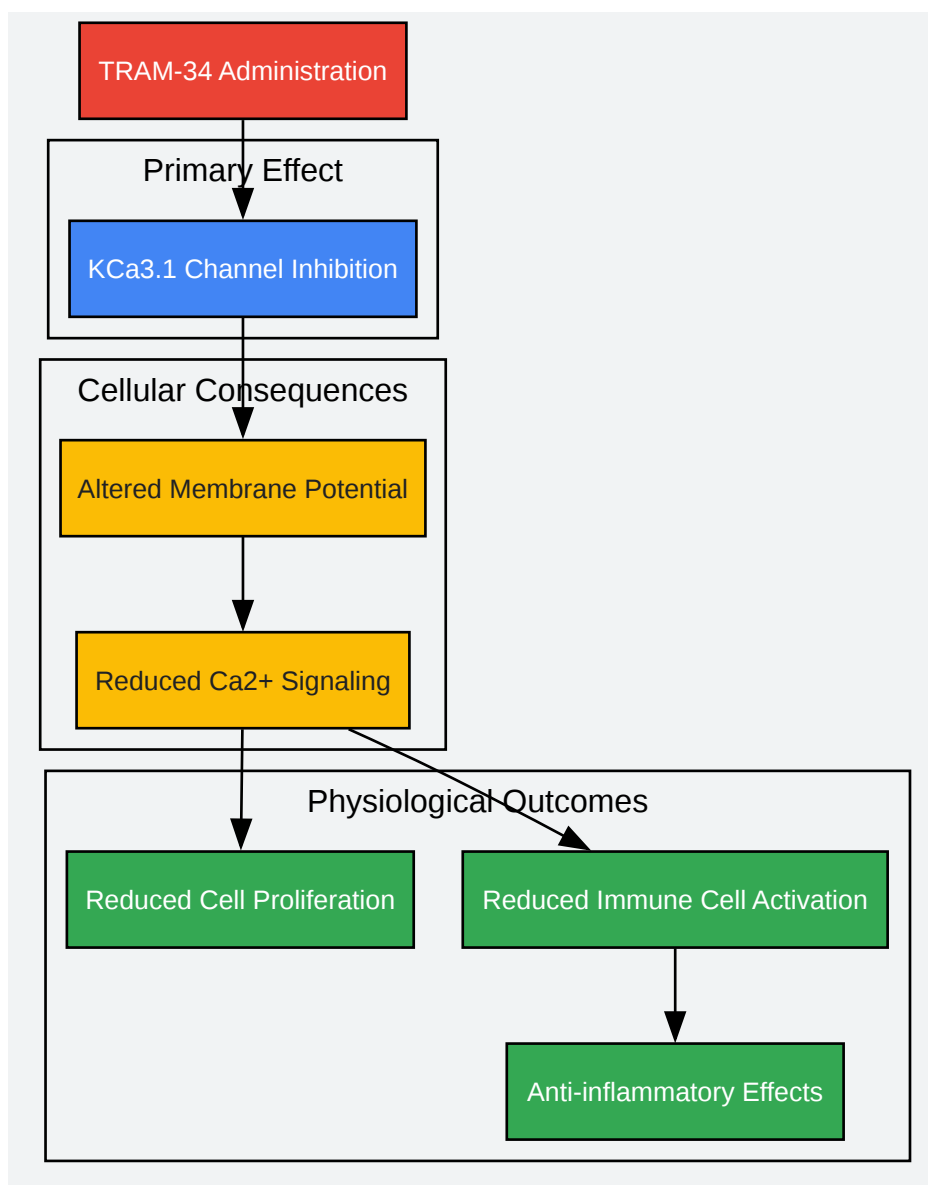 TRAM-34 Administration
Primary Effect
KCa3.1 Channel Inhibition
Cellular Consequences
Altered Membrane Potential
Reduced Ca2+ Signaling
Physiological Outcomes
Reduced Cell Proliferation
Reduced Immune Cell Activation
Anti-inflammatory Effects